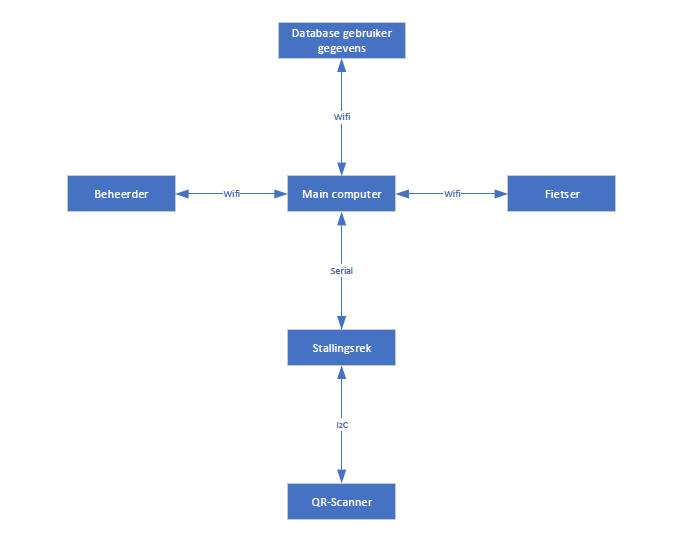 Database gebruiker
gegevens
Wifi
Beheerder
Wifi
Main computer
Wifi
Fietser
Serial
Stallingsrek
I2C
QR-Scanner